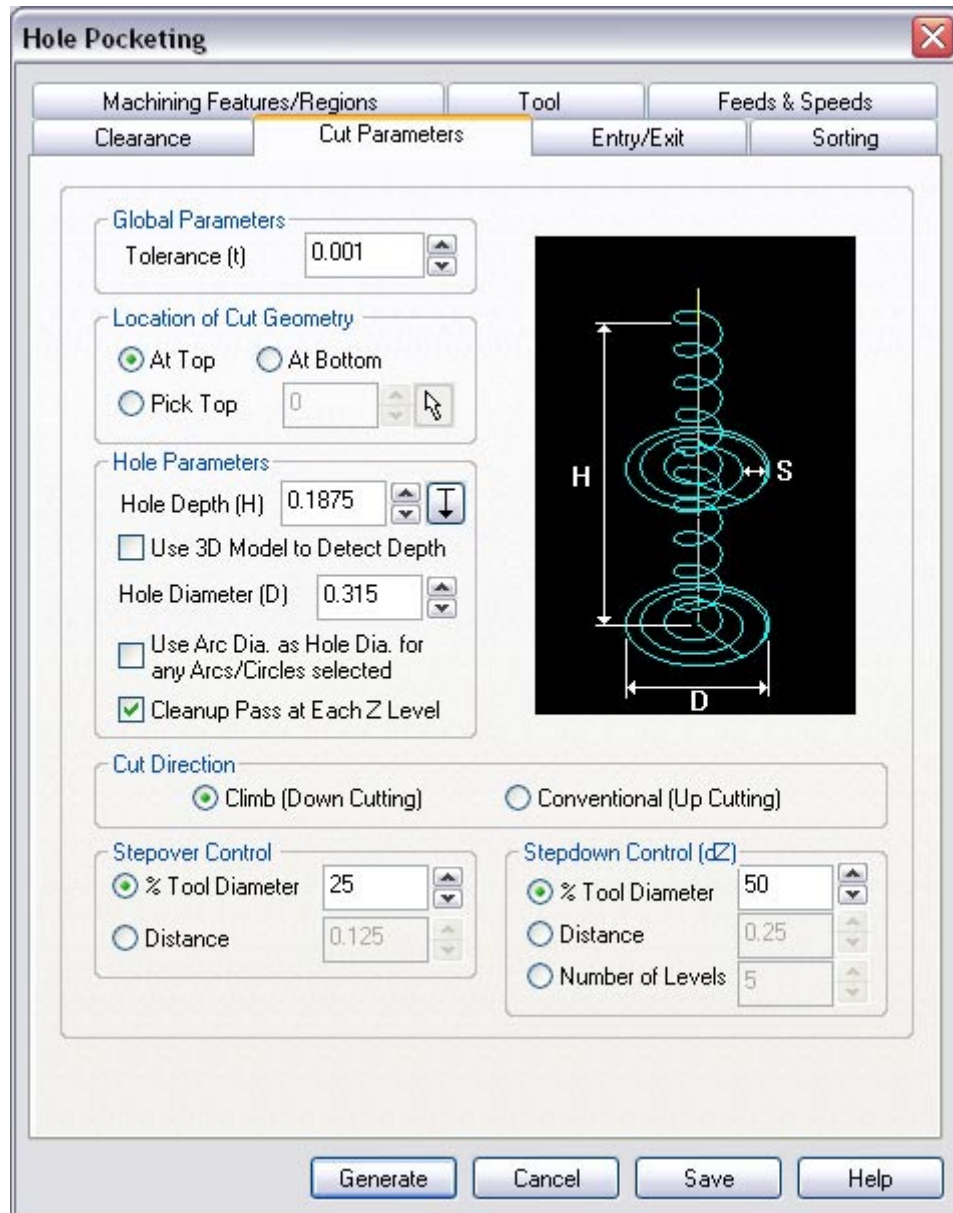 Hole Pocketing
Machining Features/Regions Tool Feeds & Speeds
Clearance Cut Parameters Entry/Exit Sorting
Global Parameters
Tolerance (t) 0.001
Location of Cut Geometry
At Top At Bottom
Pick Top 0
Hole Parameters
Hole Depth (H) 0.1875
Use 3D Model to Detect Depth
Hole Diameter (D) 0.315
Use Arc Dia. as Hole Dia. for
any Arcs/Circles selected
Cleanup Pass at Each Z Level
H
S
D
Cut Direction
Climb (Down Cutting) Conventional (Up Cutting)
Stepover Control
% Tool Diameter 25
Distance 0.125
Stepdown Control (dZ)
% Tool Diameter 50
Distance 0.25
Number of Levels 5
Generate Cancel Save Help